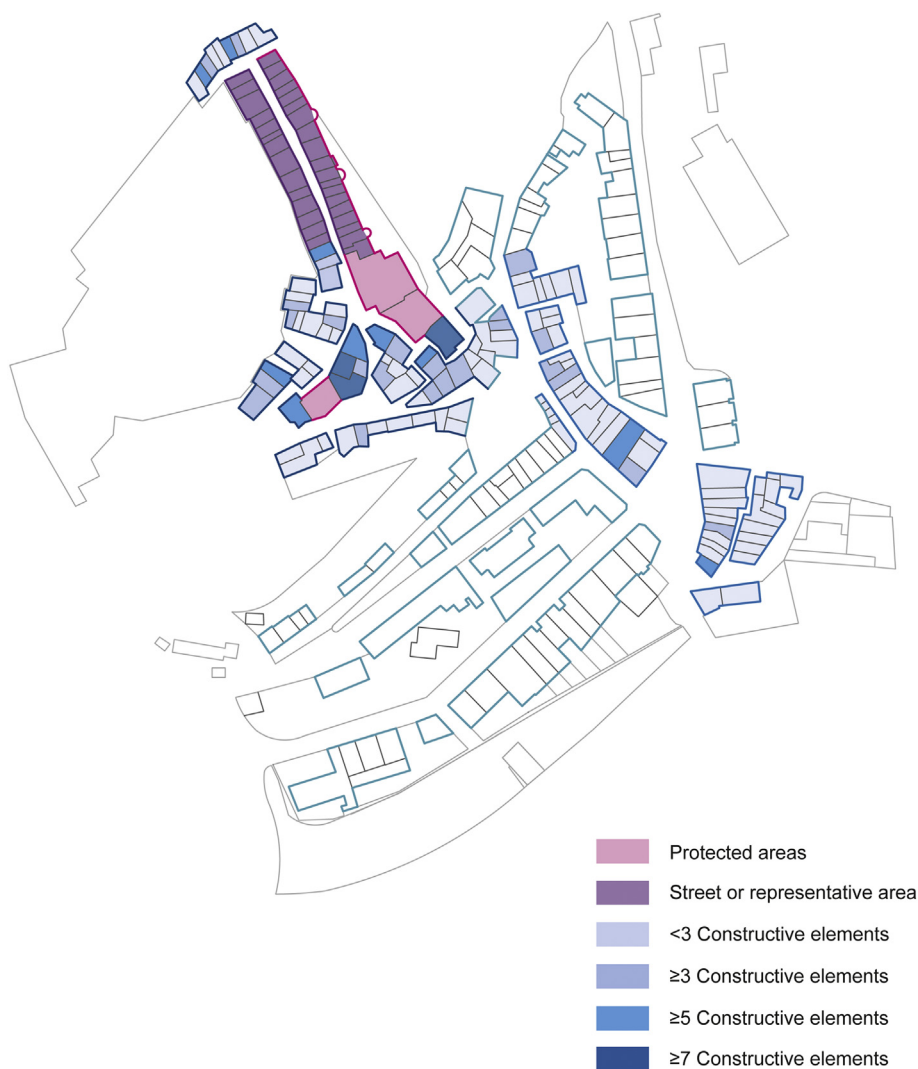 Protected areas
Street or representative area
<3 Constructive elements
≥3 Constructive elements
≥5 Constructive elements
≥7 Constructive elements